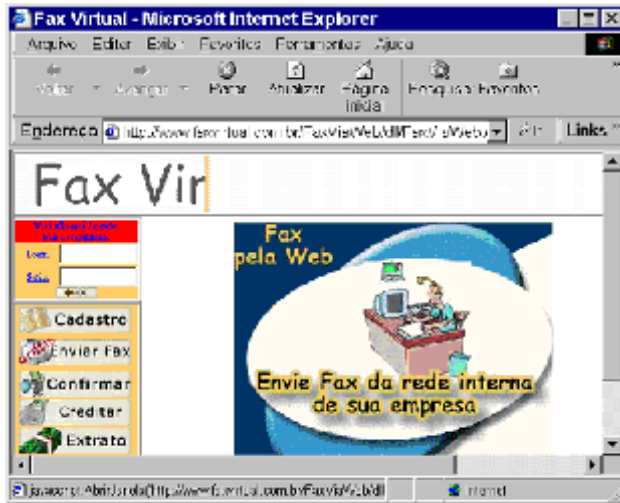 Fax Virtual - Microsoft Internet Explorer
Arquivo Editar Exibir Favoritos Ferramentas Ajuda
Voltar Avançar Parar Atualizar Página inicial Pesquisar Favoritos
Endereço Links
Fax Vir
Fax
pela Web
Cadastro
Enviar Fax
Confirmar
Creditar
Extrato
Envie Fax da rede interna
de sua empresa
Internet